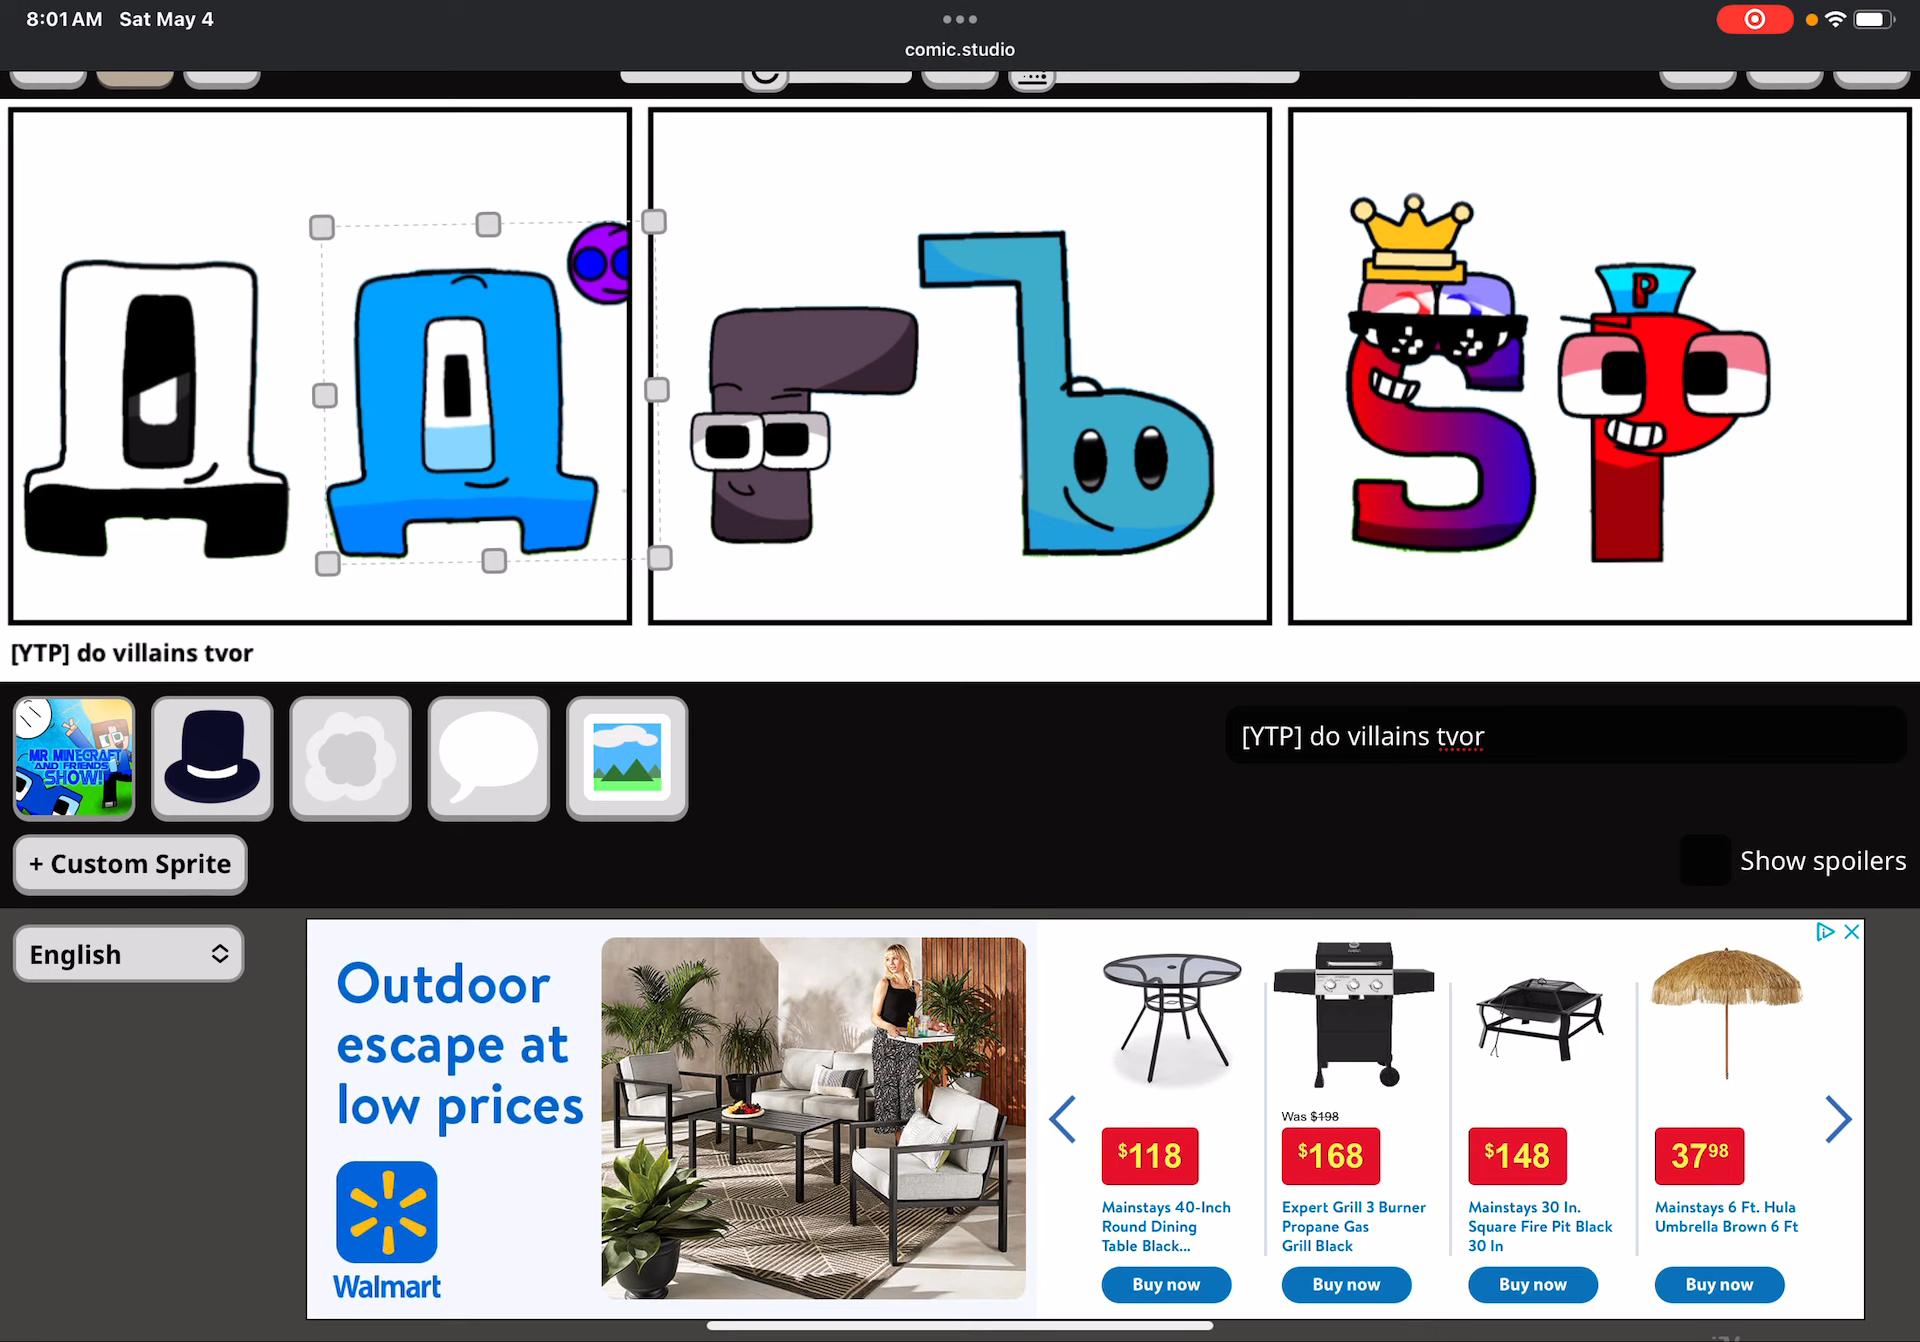 8:01 AM Sat May 4
comic.studio
P
[YTP] do villains tvor
MR MINECRAFT
AND FRIENDS
SHOW!
[YTP] do villains tvor
+ Custom Sprite
Show spoilers
English
Outdoor
escape at
low prices
Walmart
$118
Mainstays 40-Inch
Round Dining
Table Black...
Buy now
Was $198
$168
Expert Grill 3 Burner
Propane Gas
Grill Black
Buy now
$148
Mainstays 30 In.
Square Fire Pit Black
30 In
Buy now
37⁹⁸
Mainstays 6 Ft. Hula
Umbrella Brown 6 Ft
Buy now